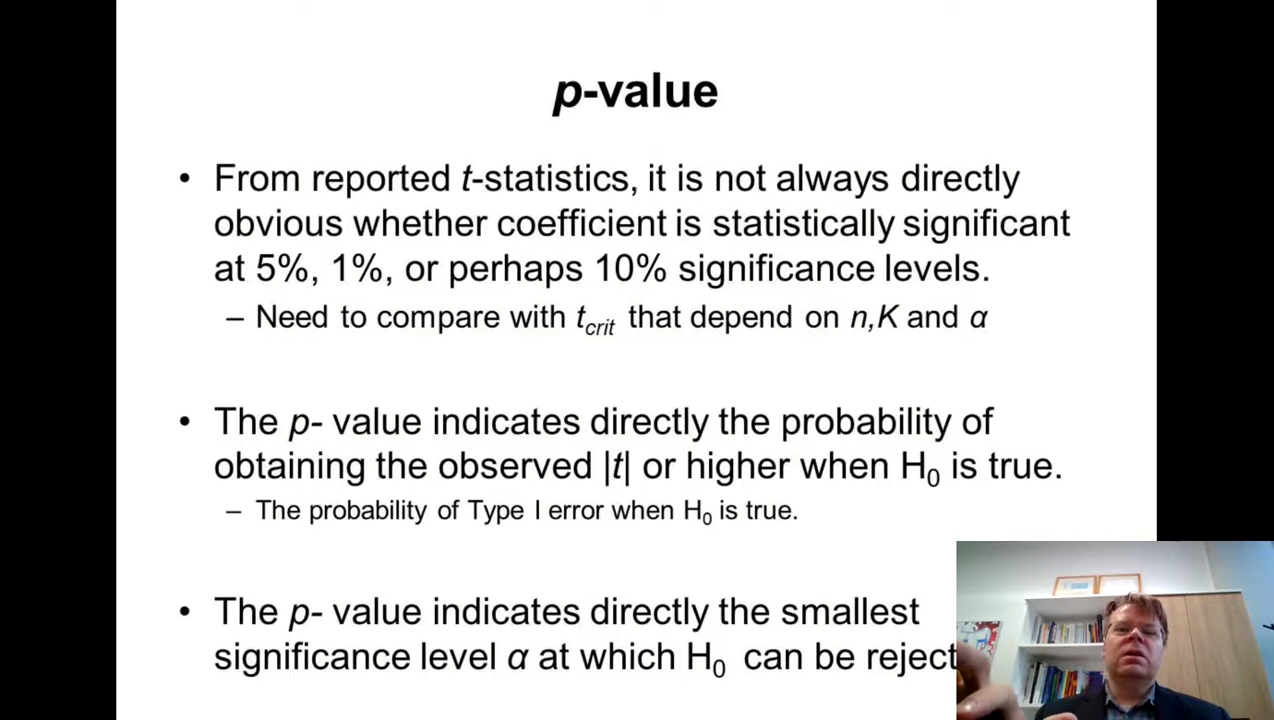 p-value
• From reported t-statistics, it is not always directly
obvious whether coefficient is statistically significant
at 5%, 1%, or perhaps 10% significance levels.
– Need to compare with tcrit that depend on n,K and α
• The p- value indicates directly the probability of
obtaining the observed |t| or higher when H0 is true.
– The probability of Type I error when H0 is true.
• The p- value indicates directly the smallest
significance level α at which H0 can be reject